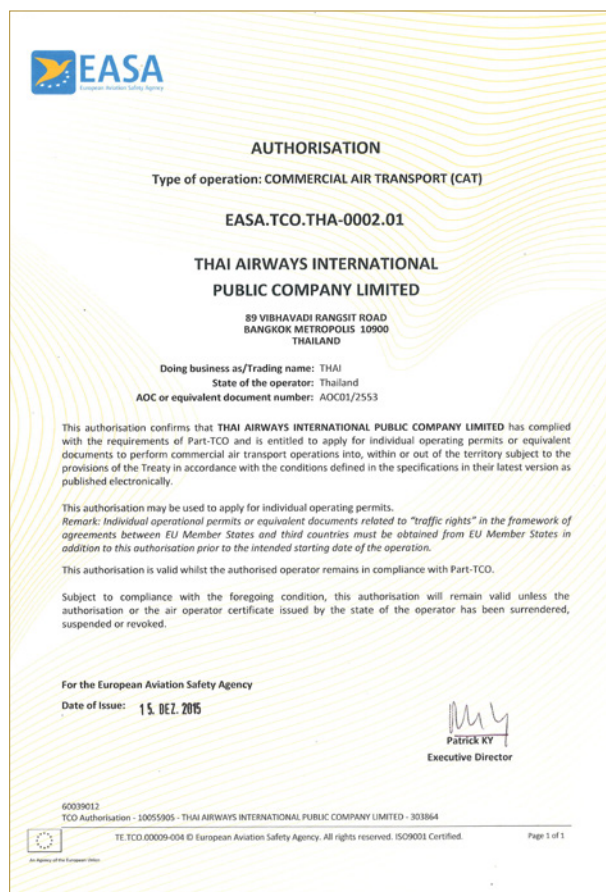 EASA
European Aviation Safety Agency
AUTHORISATION
Type of operation: COMMERCIAL AIR TRANSPORT (CAT)
EASA.TCO.THA-0002.01
THAI AIRWAYS INTERNATIONAL
PUBLIC COMPANY LIMITED
89 VIBHAVADI RANGSIT ROAD
BANGKOK METROPOLIS 10900
THAILAND
Doing business as/Trading name: THAI
State of the operator: Thailand
AOC or equivalent document number: AOC01/2553
This authorisation confirms that THAI AIRWAYS INTERNATIONAL PUBLIC COMPANY LIMITED has complied
with the requirements of Part-TCO and is entitled to apply for individual operating permits or equivalent
documents to perform commercial air transport operations into, within or out of the territory subject to the
provisions of the Treaty in accordance with the conditions defined in the specifications in their latest version as
published electronically.
This authorisation may be used to apply for individual operating permits.
Remark: Individual operational permits or equivalent documents related to "traffic rights" in the framework of
agreements between EU Member States and third countries must be obtained from EU Member States in
addition to this authorisation prior to the intended starting date of the operation.
This authorisation is valid whilst the authorised operator remains in compliance with Part-TCO.
Subject to compliance with the foregoing condition, this authorisation will remain valid unless the
authorisation or the air operator certificate issued by the state of the operator has been surrendered,
suspended or revoked.
For the European Aviation Safety Agency
Date of Issue: 15. DEZ. 2015
Patrick KY
Executive Director
60039012
TCO Authorisation - 10055905 - THAI AIRWAYS INTERNATIONAL PUBLIC COMPANY LIMITED - 303864
TE.TCO.00009-004 © European Aviation Safety Agency. All rights reserved. ISO9001 Certified. Page 1 of 1
An Agency of the European Union